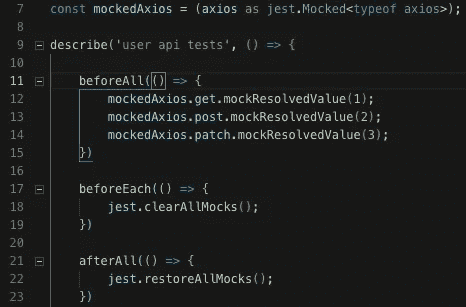 7 const mockedAxios = (axios as jest.Mocked<typeof axios>);
8
9 describe('user api tests', () => {
10
11     beforeAll(() => {
12         mockedAxios.get.mockResolvedValue(1);
13         mockedAxios.post.mockResolvedValue(2);
14         mockedAxios.patch.mockResolvedValue(3);
15     })
16
17     beforeEach(() => {
18         jest.clearAllMocks();
19     })
20
21     afterAll(() => {
22         jest.restoreAllMocks();
23     })